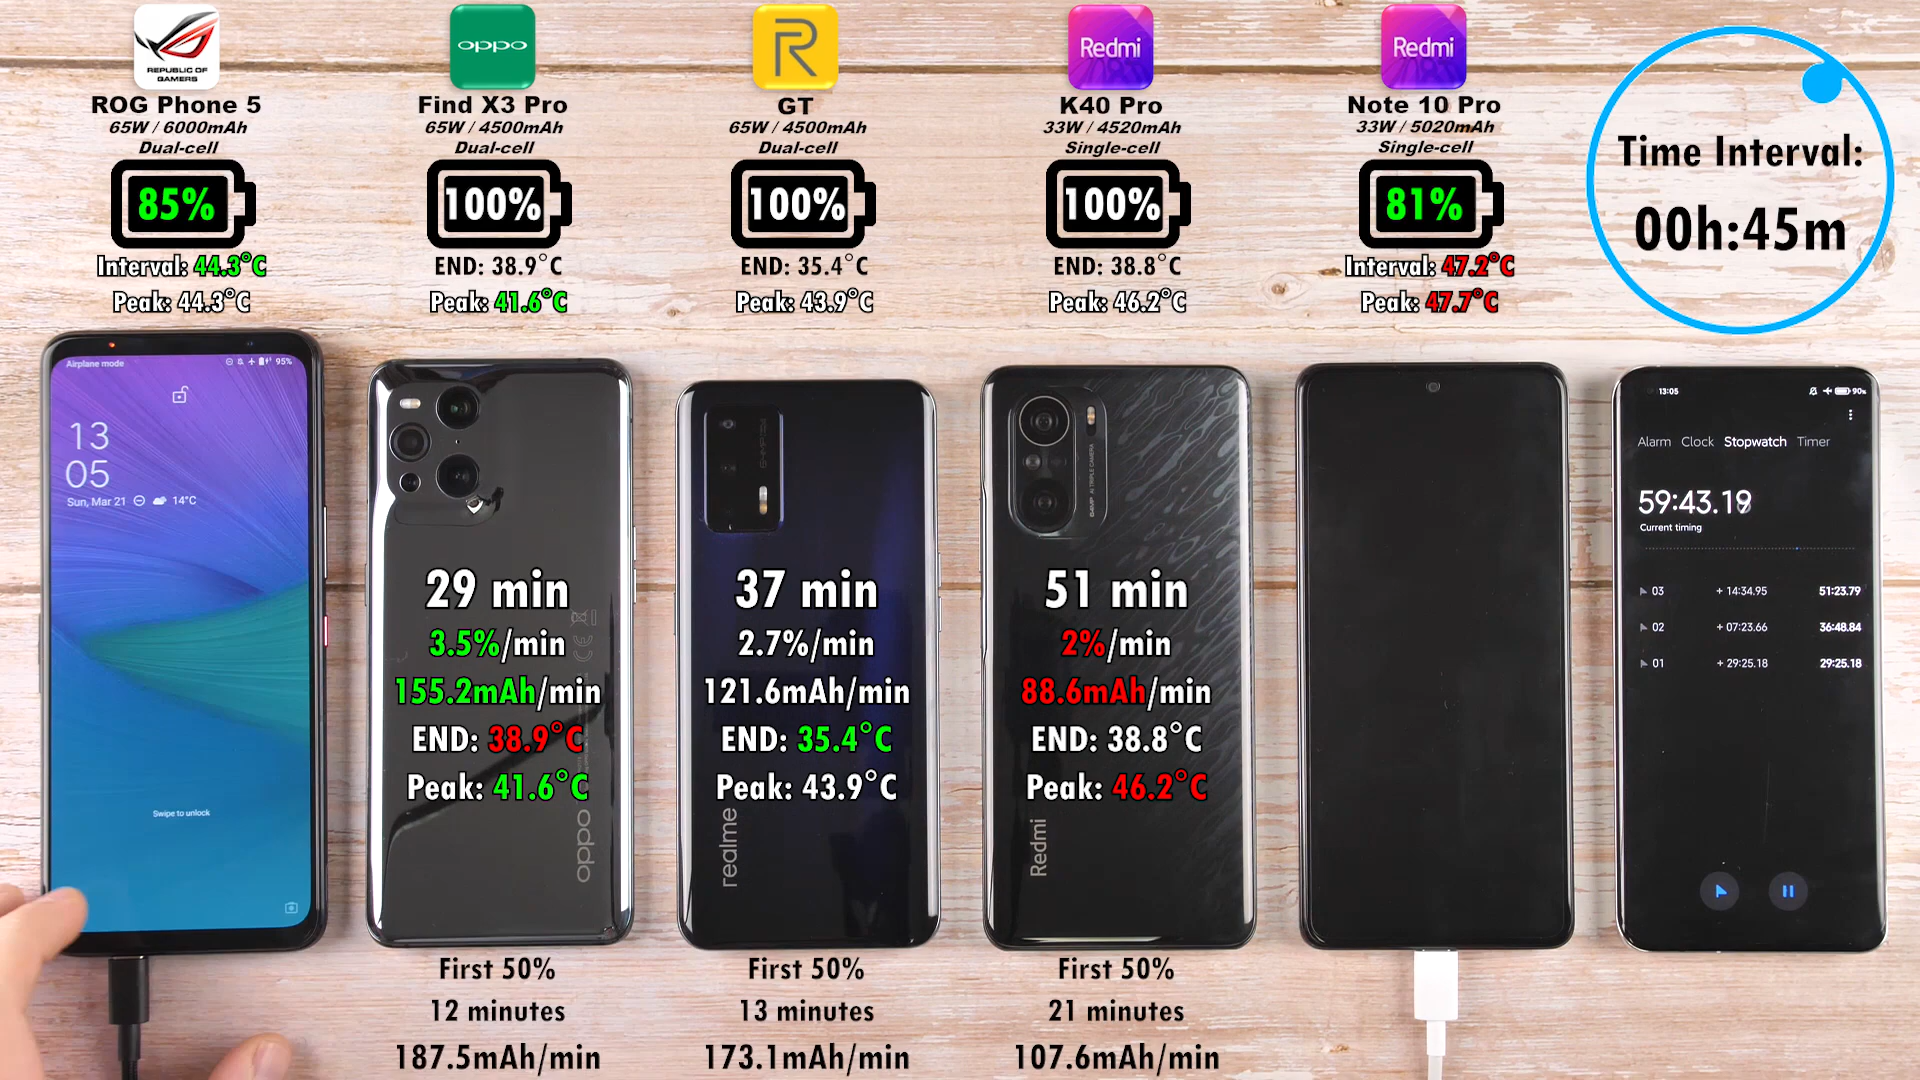 REPUBLIC OF
GAMERS
ROG Phone 5
65W / 6000mAh
Dual-cell
85%
Interval: 44.3°C
Peak: 44.3°C
oppo
Find X3 Pro
65W / 4500mAh
Dual-cell
100%
END: 38.9°C
Peak: 41.6°C
R
GT
65W / 4500mAh
Dual-cell
100%
END: 35.4°C
Peak: 43.9°C
Redmi
K40 Pro
33W / 4520mAh
Single-cell
100%
END: 38.8°C
Peak: 46.2°C
Redmi
Note 10 Pro
33W / 5020mAh
Single-cell
81%
Interval: 47.2°C
Peak: 47.7°C
Time Interval:
00h:45m
Airplane mode
95%
13
05
Sun, Mar 21 14°C
Swipe to unlock
29 min
3.5%/min
155.2mAh/min
END: 38.9°C
Peak: 41.6°C
oppo
First 50%
12 minutes
187.5mAh/min
37 min
2.7%/min
121.6mAh/min
END: 35.4°C
Peak: 43.9°C
realme
First 50%
13 minutes
173.1mAh/min
64MP AI TRIPLE CAMERA
51 min
2%/min
88.6mAh/min
END: 38.8°C
Peak: 46.2°C
Redmi
First 50%
21 minutes
107.6mAh/min
13:05 90%
Alarm Clock Stopwatch Timer
Current timing
03 + 14:34.95 51:23.79
02 + 07:23.66 36:48.84
01 + 29:25.18 29:25.18